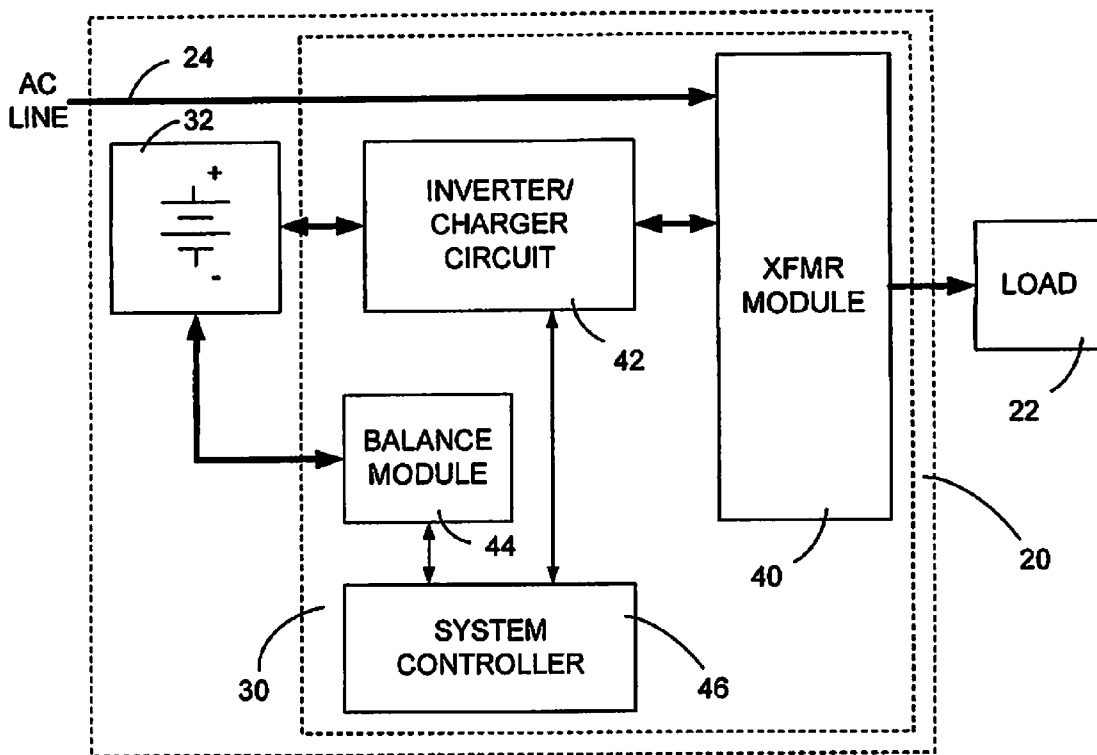 24
AC
LINE
32
+
-
INVERTER/
CHARGER
CIRCUIT
42
XFMR
MODULE
40
LOAD
22
BALANCE
MODULE
44
20
SYSTEM
CONTROLLER
46
30